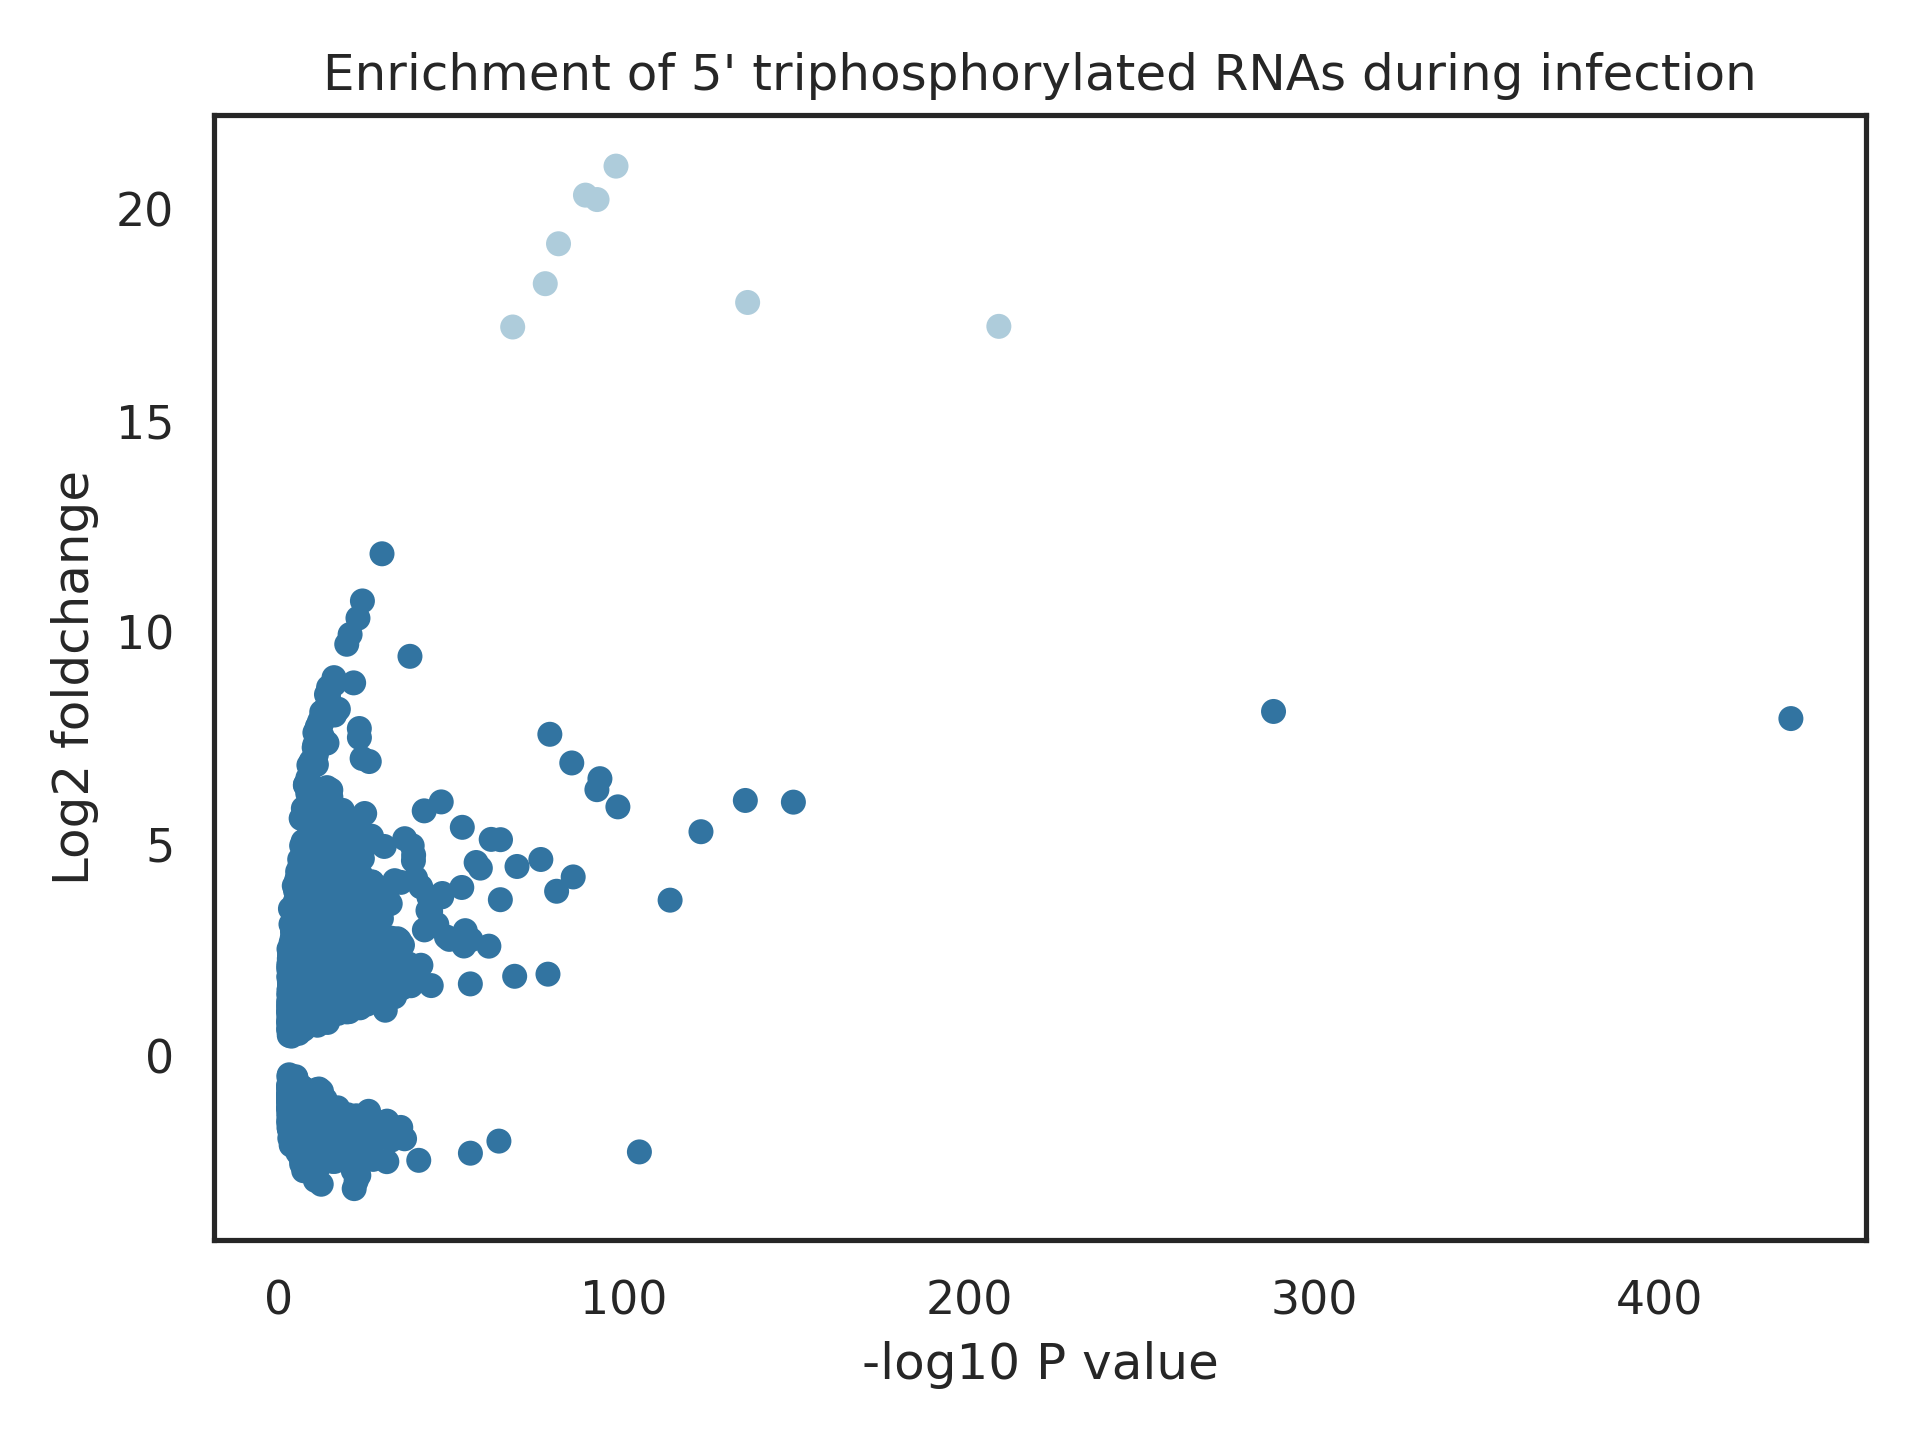 Enrichment of 5' triphosphorylated RNAs during infection
20
15
10
5
0
Log2 foldchange
0 100 200 300 400
-log10 P value